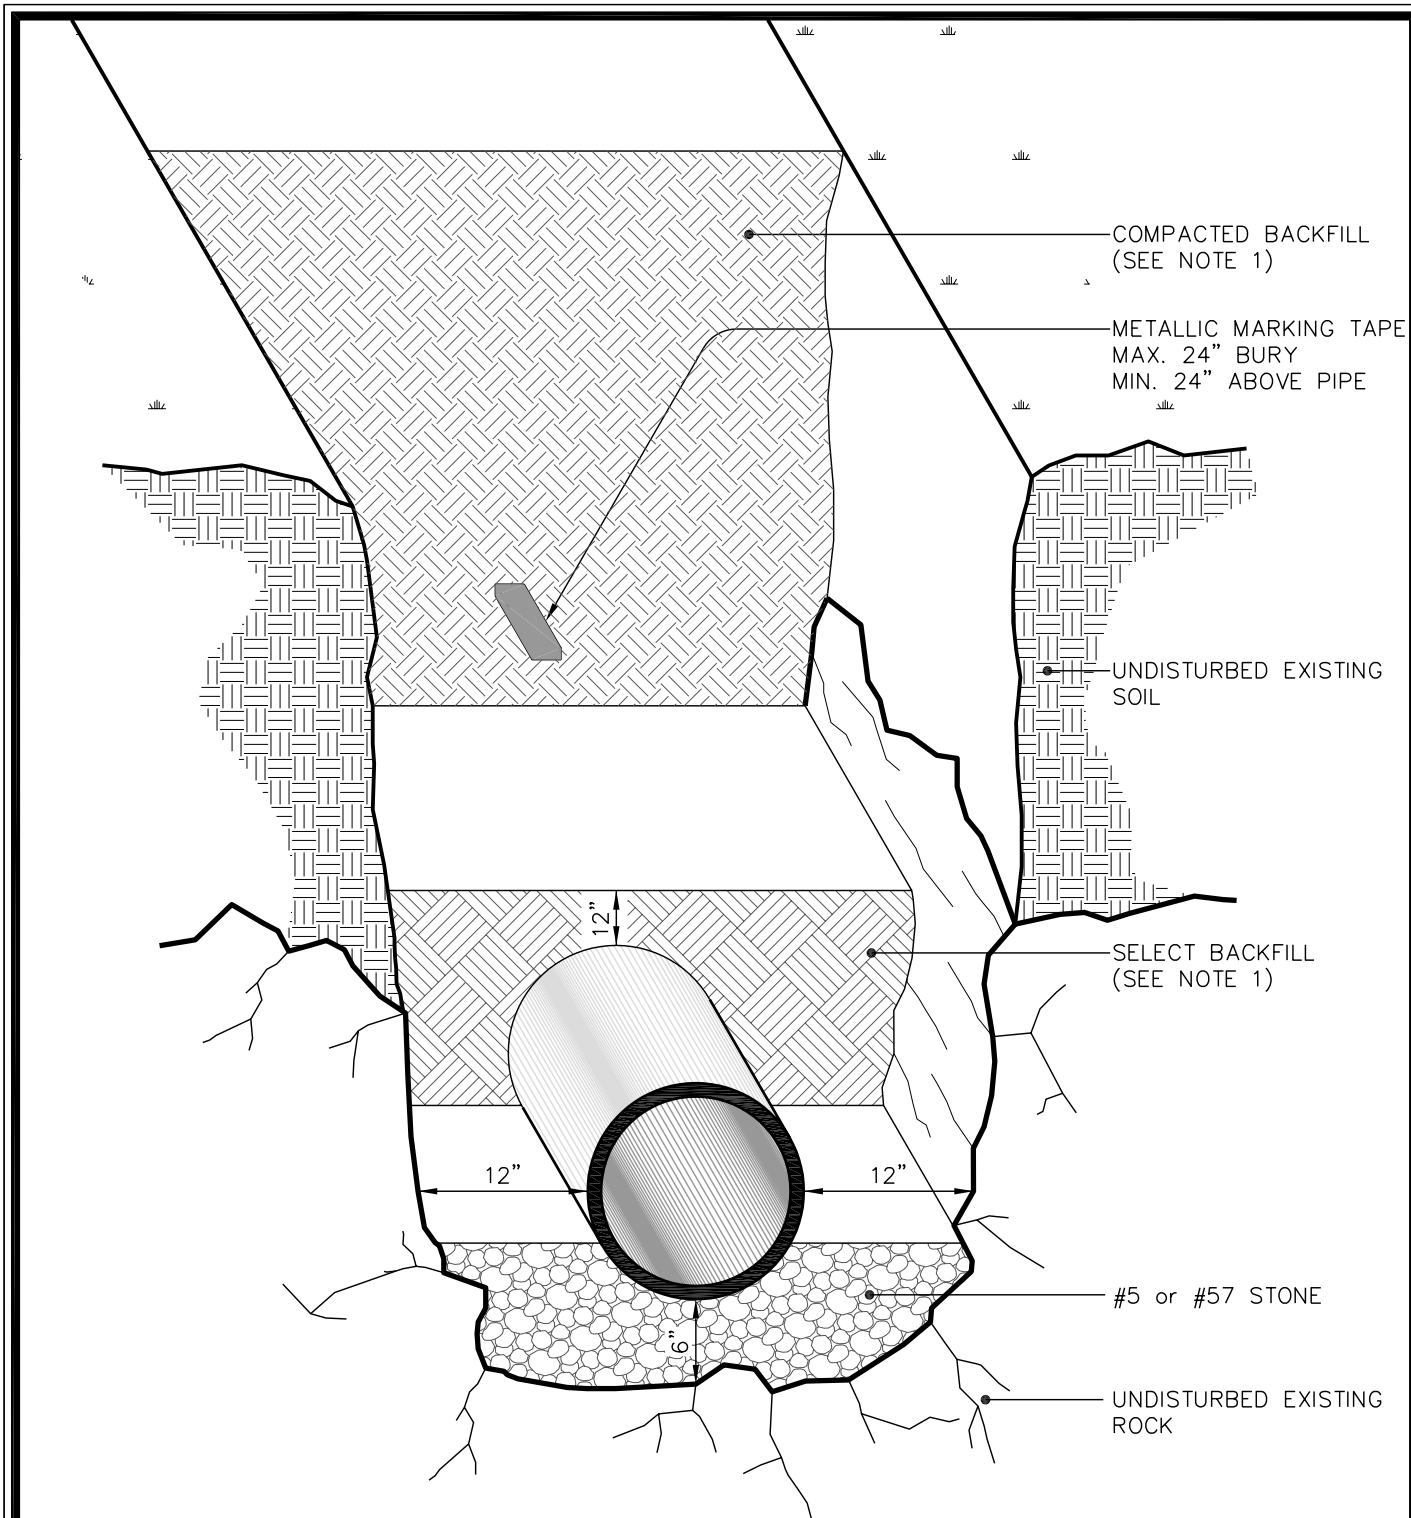 COMPACTED BACKFILL
(SEE NOTE 1)
METALLIC MARKING TAPE
MAX. 24” BURY
MIN. 24” ABOVE PIPE
UNDISTURBED EXISTING
SOIL
12”
SELECT BACKFILL
(SEE NOTE 1)
12”
12”
#5 or #57 STONE
6”
UNDISTURBED EXISTING
ROCK